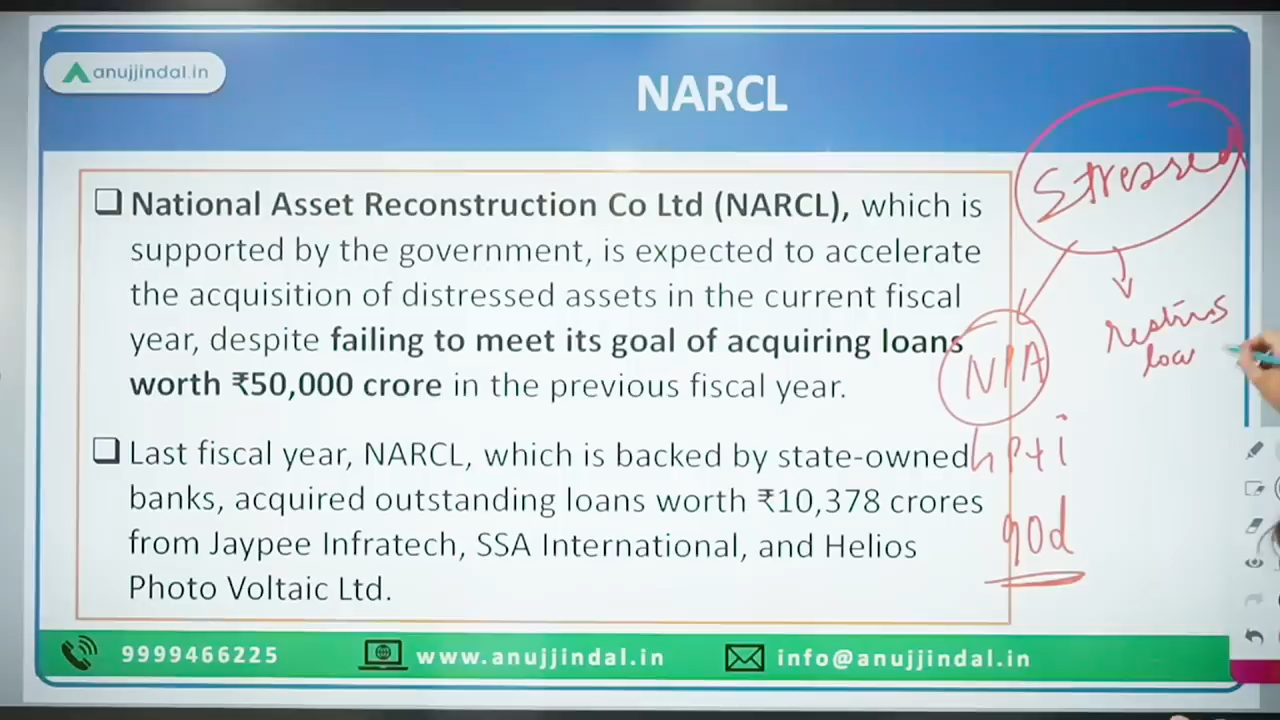 anujjindal.in
NARCL
National Asset Reconstruction Co Ltd (NARCL), which is
supported by the government, is expected to accelerate
the acquisition of distressed assets in the current fiscal
year, despite failing to meet its goal of acquiring loans
worth ₹50,000 crore in the previous fiscal year.
Last fiscal year, NARCL, which is backed by state-owned
banks, acquired outstanding loans worth ₹10,378 crores
from Jaypee Infratech, SSA International, and Helios
Photo Voltaic Ltd.
Stressed
NPA
p+i
90d
9999466225
www.anujjindal.in
info@anujjindal.in